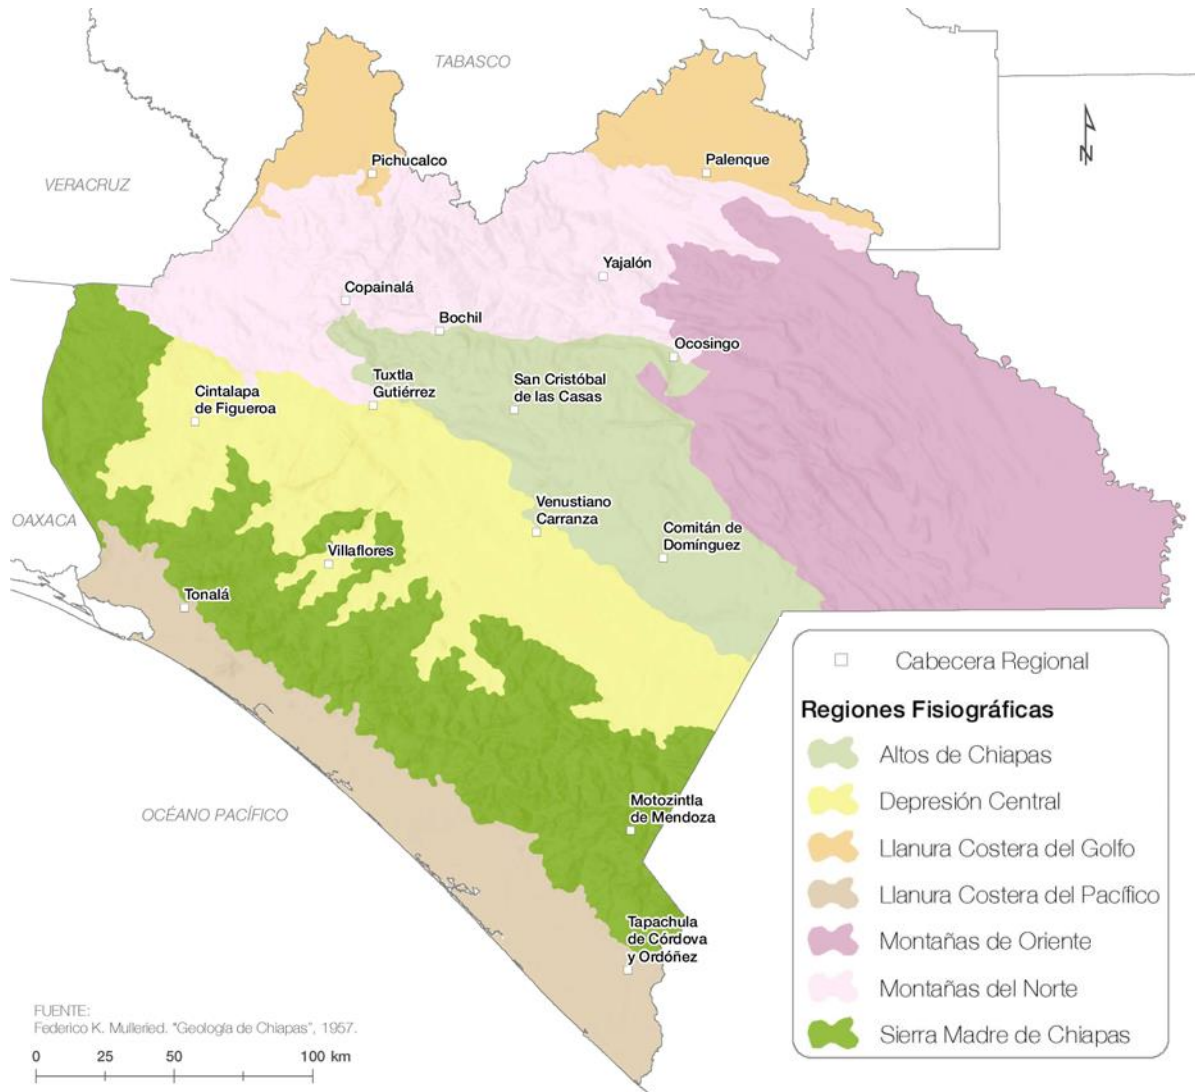 TABASCO
Pichucalco
Palenque
VERACRUZ
N
Yajalón
Copainalá
Bochil
Ocosingo
Tuxtla
Gutiérrez
San Cristóbal
de las Casas
Cintalapa
de Figueroa
Venustiano
Carranza
OAXACA
Comitán de
Domínguez
Villaflores
Tonalá
Cabecera Regional
Regiones Fisiográficas
Altos de Chiapas
Depresión Central
Llanura Costera del Golfo
Llanura Costera del Pacífico
Montañas de Oriente
Montañas del Norte
Sierra Madre de Chiapas
Motozintla
de Mendoza
OCÉANO PACÍFICO
Tapachula
de Córdova
y Ordóñez
FUENTE:
Federico K. Mulleried. "Geología de Chiapas", 1957.
0 25 50 100 km